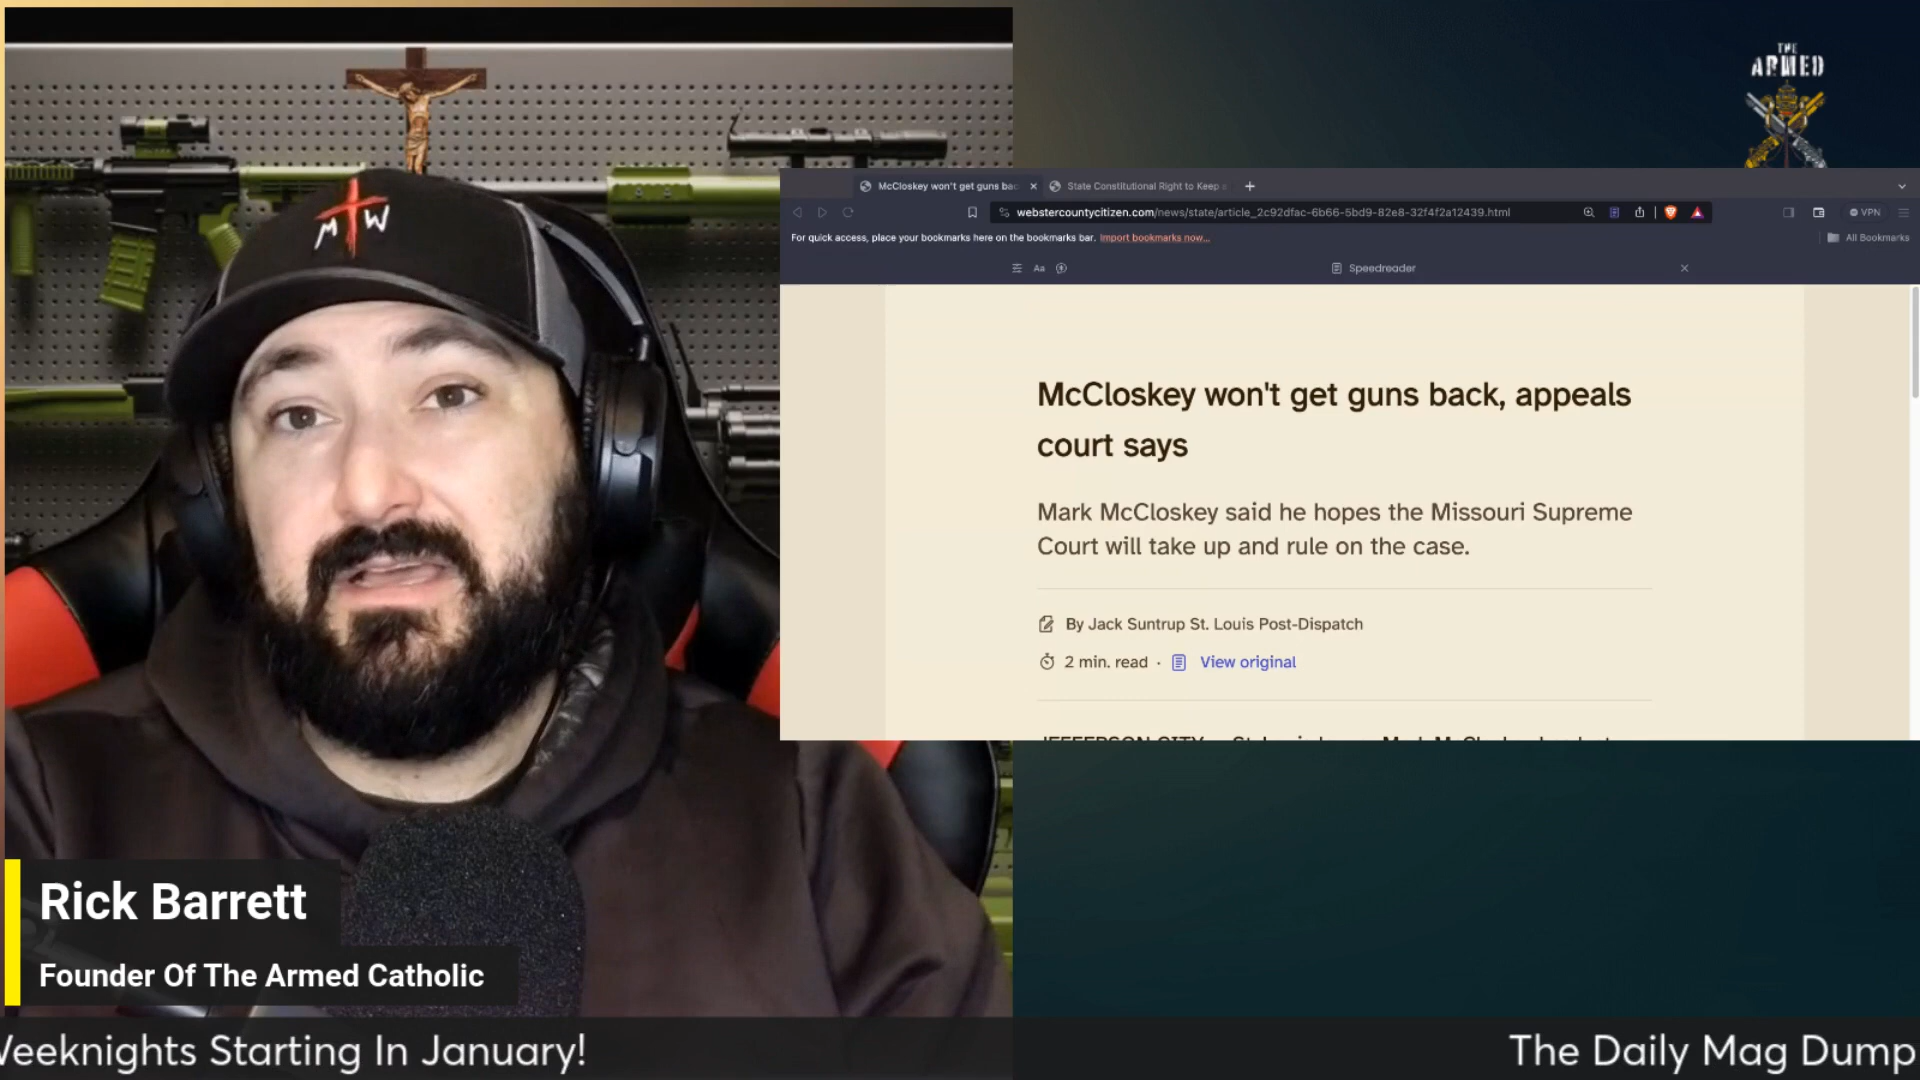 MTW
THE
ARMED
McCloskey won't get guns bac
State Constitutional Right to Keep
webstercountycitizen.com/news/state/article_2c92dfac-6b66-5bd9-82e8-32f4f2a12439.html
VPN
For quick access, place your bookmarks here on the bookmarks bar. Import bookmarks now...
All Bookmarks
Aa
Speedreader
McCloskey won't get guns back, appeals
court says
Mark McCloskey said he hopes the Missouri Supreme
Court will take up and rule on the case.
By Jack Suntrup St. Louis Post-Dispatch
2 min. read · View original
Rick Barrett
Founder Of The Armed Catholic
Weeknights Starting In January!
The Daily Mag Dump